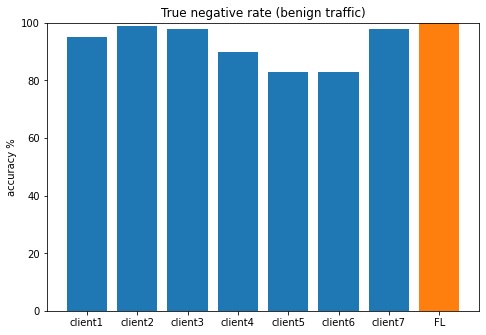 True negative rate (benign traffic)
accuracy %
100
80
60
40
20
0
client1 client2 client3 client4 client5 client6 client7 FL